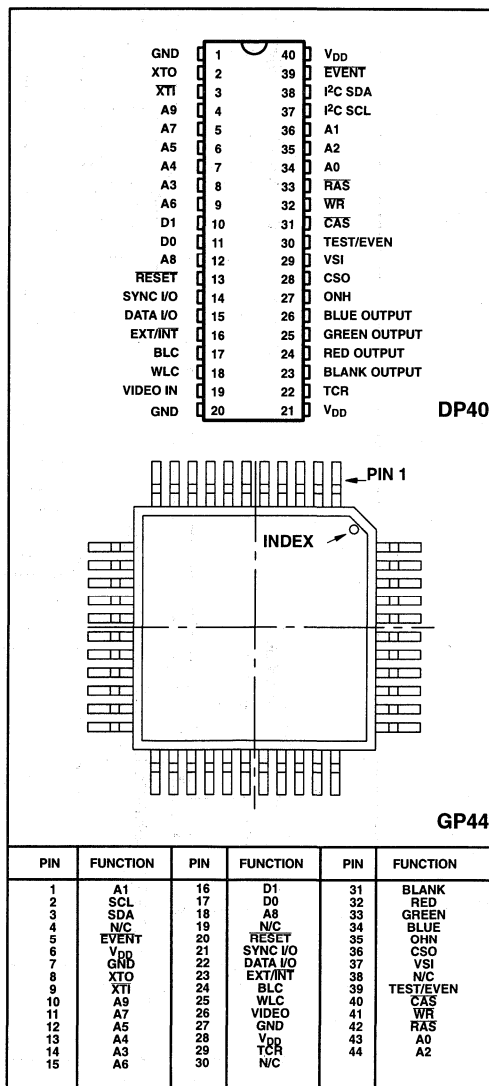 GND 1 40 VDD
XTO 2 39 EVENT
XTI 3 38 I²C SDA
A9 4 37 I²C SCL
A7 5 36 A1
A5 6 35 A2
A4 7 34 A0
A3 8 33 RAS
A6 9 32 WR
D1 10 31 CAS
D0 11 30 TEST/EVEN
A8 12 29 VSI
RESET 13 28 CSO
SYNC I/O 14 27 ONH
DATA I/O 15 26 BLUE OUTPUT
EXT/INT 16 25 GREEN OUTPUT
BLC 17 24 RED OUTPUT
WLC 18 23 BLANK OUTPUT
VIDEO IN 19 22 TCR
GND 20 21 VDD
DP40
PIN 1
INDEX
GP44
PIN FUNCTION PIN FUNCTION PIN FUNCTION
1 A1 16 D1 31 BLANK
2 SCL 17 D0 32 RED
3 SDA 18 A8 33 GREEN
4 N/C 19 N/C 34 BLUE
5 EVENT 20 RESET 35 OHN
6 VDD 21 SYNC I/O 36 CSO
7 GND 22 DATA I/O 37 VSI
8 XTO 23 EXT/INT 38 N/C
9 XTI 24 BLC 39 TEST/EVEN
10 A9 25 WLC 40 CAS
11 A7 26 VIDEO 41 WR
12 A5 27 GND 42 RAS
13 A4 28 VDD 43 A0
14 A3 29 TCR 44 A2
15 A6 30 N/C